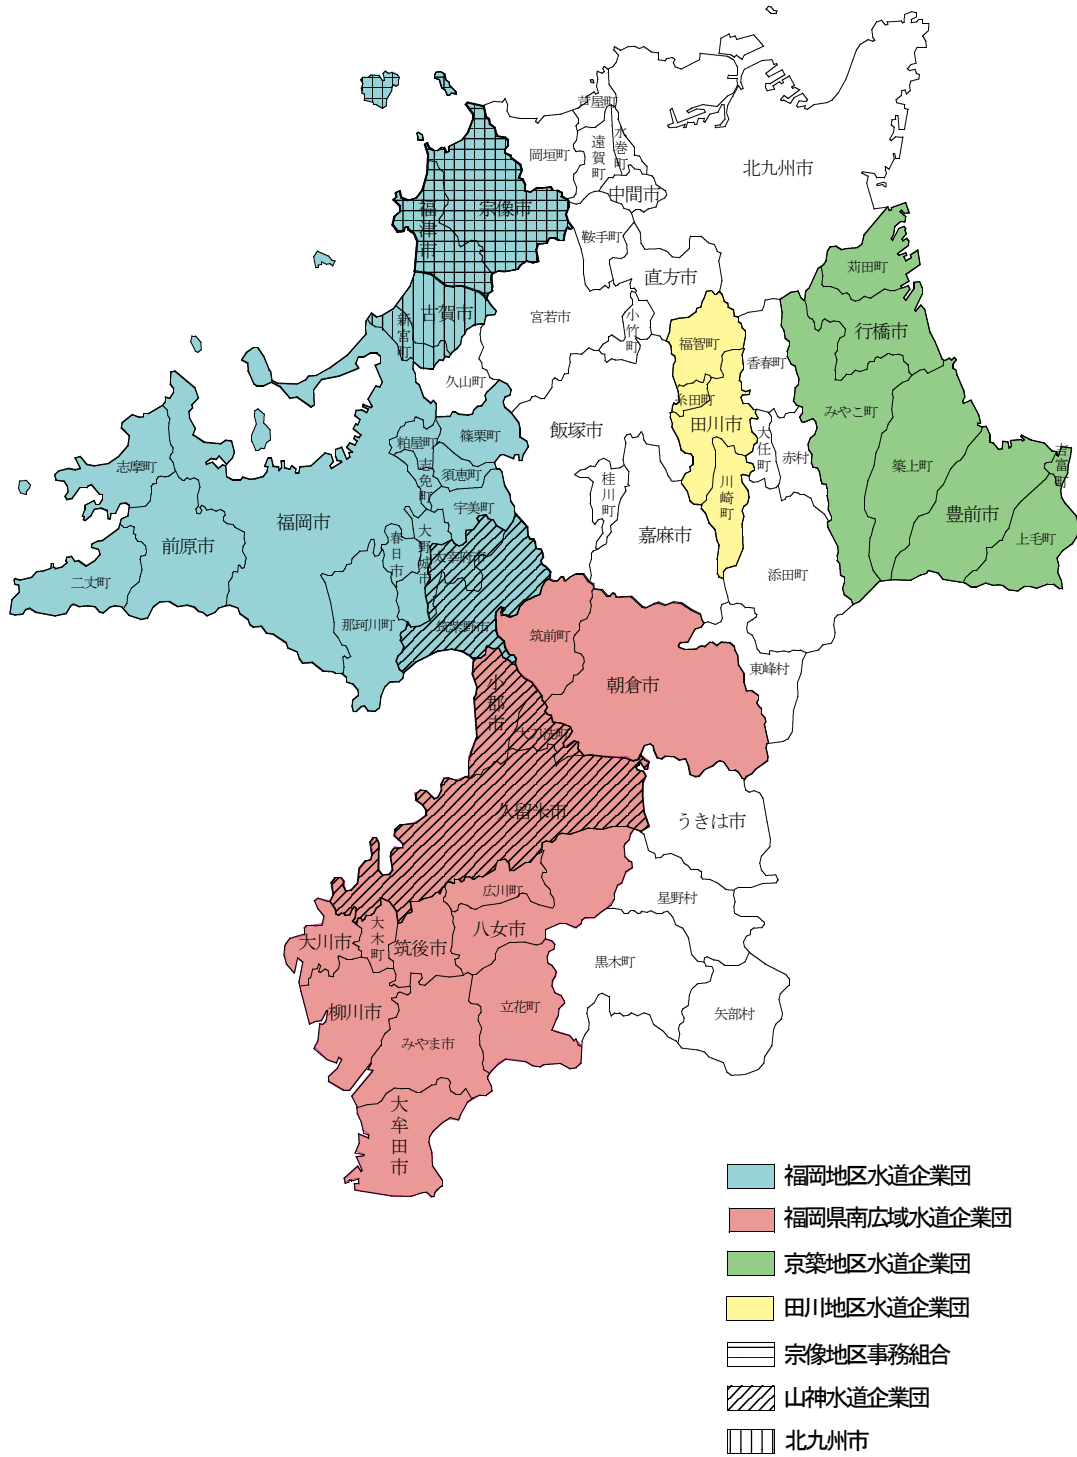 芦屋町
水巻町
遠賀町
岡垣町
北九州市
中間市
福津市
宗像市
鞍手町
直方市
苅田町
古賀市
新宮町
宮若市
小竹町
福智町
行橋市
香春町
久山町
糸田町
みやこ町
田川市
飯塚市
大任町
赤村
粕屋町
篠栗町
志免町
須恵町
志摩町
築上町
吉富町
桂川町
川崎町
宇美町
福岡市
豊前市
前原市
春日市
大野城市
太宰府市
嘉麻市
上毛町
二丈町
添田町
那珂川町
筑紫野市
筑前町
朝倉市
東峰村
小郡市
大刀洗町
久留米市
うきは市
広川町
星野村
大川市
大木町
筑後市
八女市
黒木町
柳川市
立花町
矢部村
みやま市
大牟田市
福岡地区水道企業団
福岡県南広域水道企業団
京築地区水道企業団
田川地区水道企業団
宗像地区事務組合
山神水道企業団
北九州市